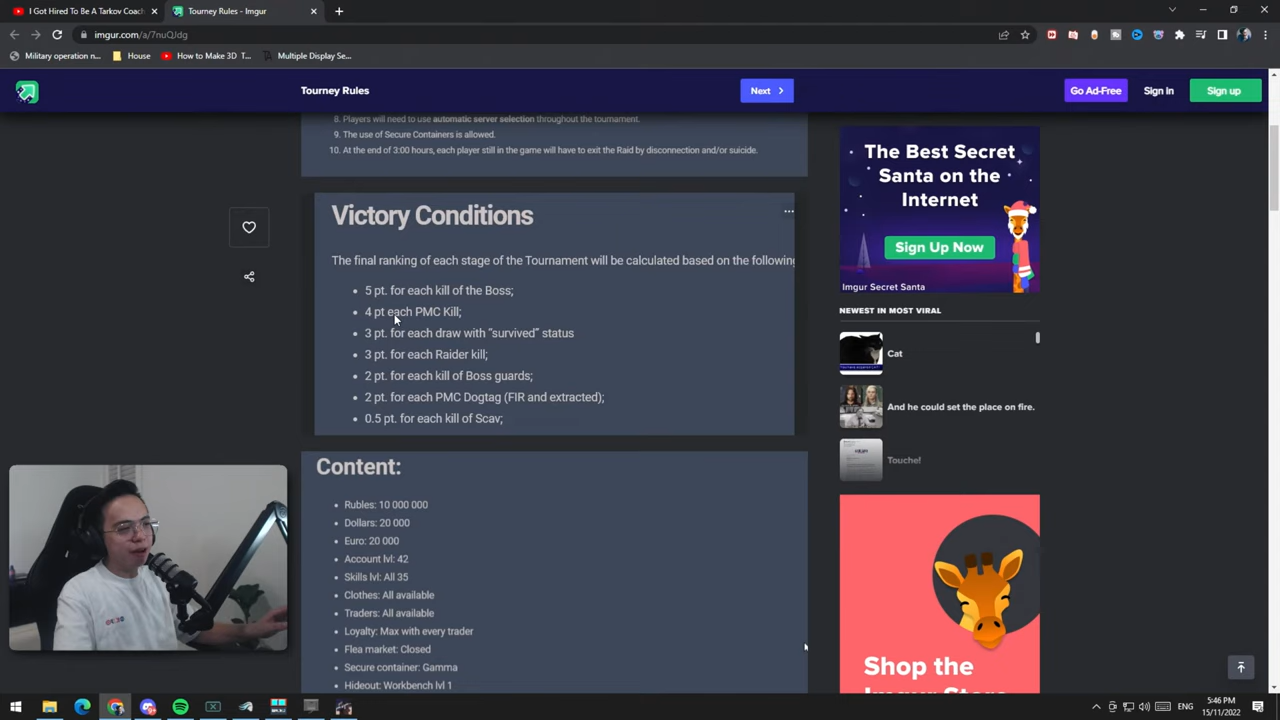 I Got Hired To Be A Tarkov Coach
Tourney Rules - Imgur
imgur.com/a/7nuQJdg
Military operation n...
House
How to Make 3D T...
Multiple Display Se...
Tourney Rules
Next
Go Ad-Free
Sign in
Sign up
8. Players will need to use automatic server selection throughout the tournament.
9. The use of Secure Containers is allowed.
10. At the end of 3:00 hours, each player still in the game will have to exit the Raid by disconnection and/or suicide.
Victory Conditions
The final ranking of each stage of the Tournament will be calculated based on the following
• 5 pt. for each kill of the Boss;
• 4 pt each PMC Kill;
• 3 pt. for each draw with “survived” status
• 3 pt. for each Raider kill;
• 2 pt. for each kill of Boss guards;
• 2 pt. for each PMC Dogtag (FIR and extracted);
• 0.5 pt. for each kill of Scav;
Content:
• Rubles: 10 000 000
• Dollars: 20 000
• Euro: 20 000
• Account lvl: 42
• Skills lvl: All 35
• Clothes: All available
• Traders: All available
• Loyalty: Max with every trader
• Flea market: Closed
• Secure container: Gamma
• Hideout: Workbench lvl 1
The Best Secret
Santa on the
Internet
Sign Up Now
Imgur Secret Santa
NEWEST IN MOST VIRAL
Cat
And he could set the place on fire.
Touche!
Shop the
Imgur Store
ENG
5:46 PM
15/11/2022